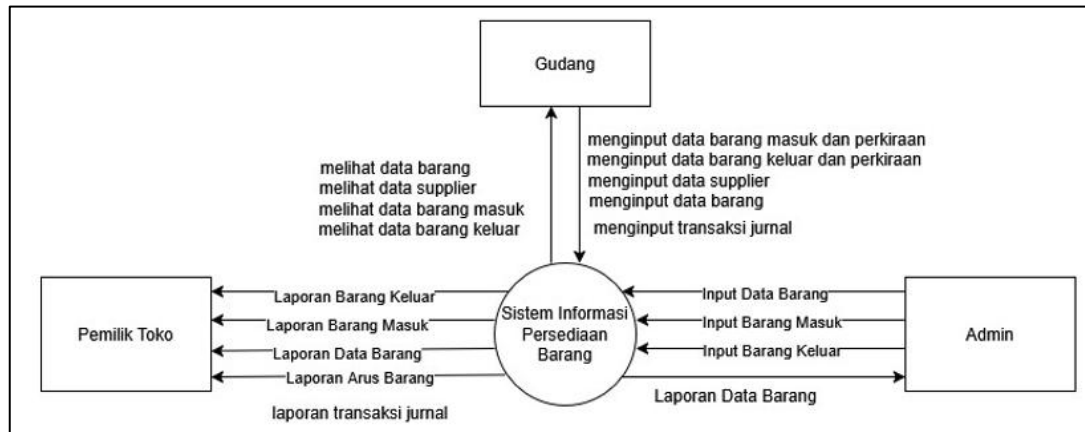 Gudang
melihat data barang
melihat data supplier
melihat data barang masuk
melihat data barang keluar
menginput data barang masuk dan perkiraan
menginput data barang keluar dan perkiraan
menginput data supplier
menginput data barang
menginput transaksi jurnal
Pemilik Toko
Laporan Barang Keluar
Laporan Barang Masuk
Laporan Data Barang
Laporan Arus Barang
laporan transaksi jurnal
Sistem Informasi
Persediaan
Barang
Input Data Barang
Input Barang Masuk
Input Barang Keluar
Laporan Data Barang
Admin